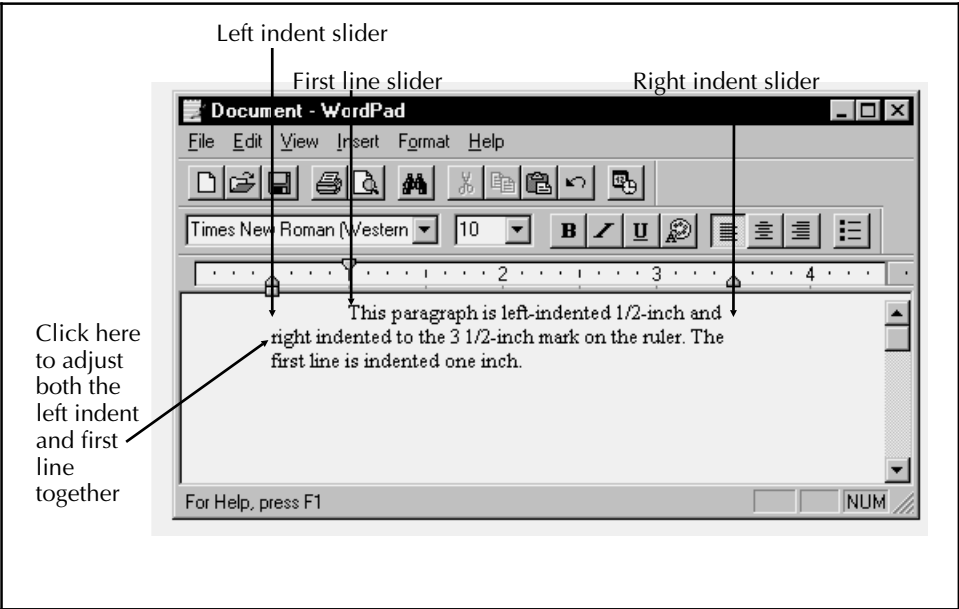 Left indent slider
First line slider
Right indent slider
Document - WordPad
File Edit View Insert Format Help
Times New Roman (Western
10
B I U
2 3 4
This paragraph is left-indented 1/2-inch and
right indented to the 3 1/2-inch mark on the ruler. The
first line is indented one inch.
Click here
to adjust
both the
left indent
and first
line
together
For Help, press F1
NUM